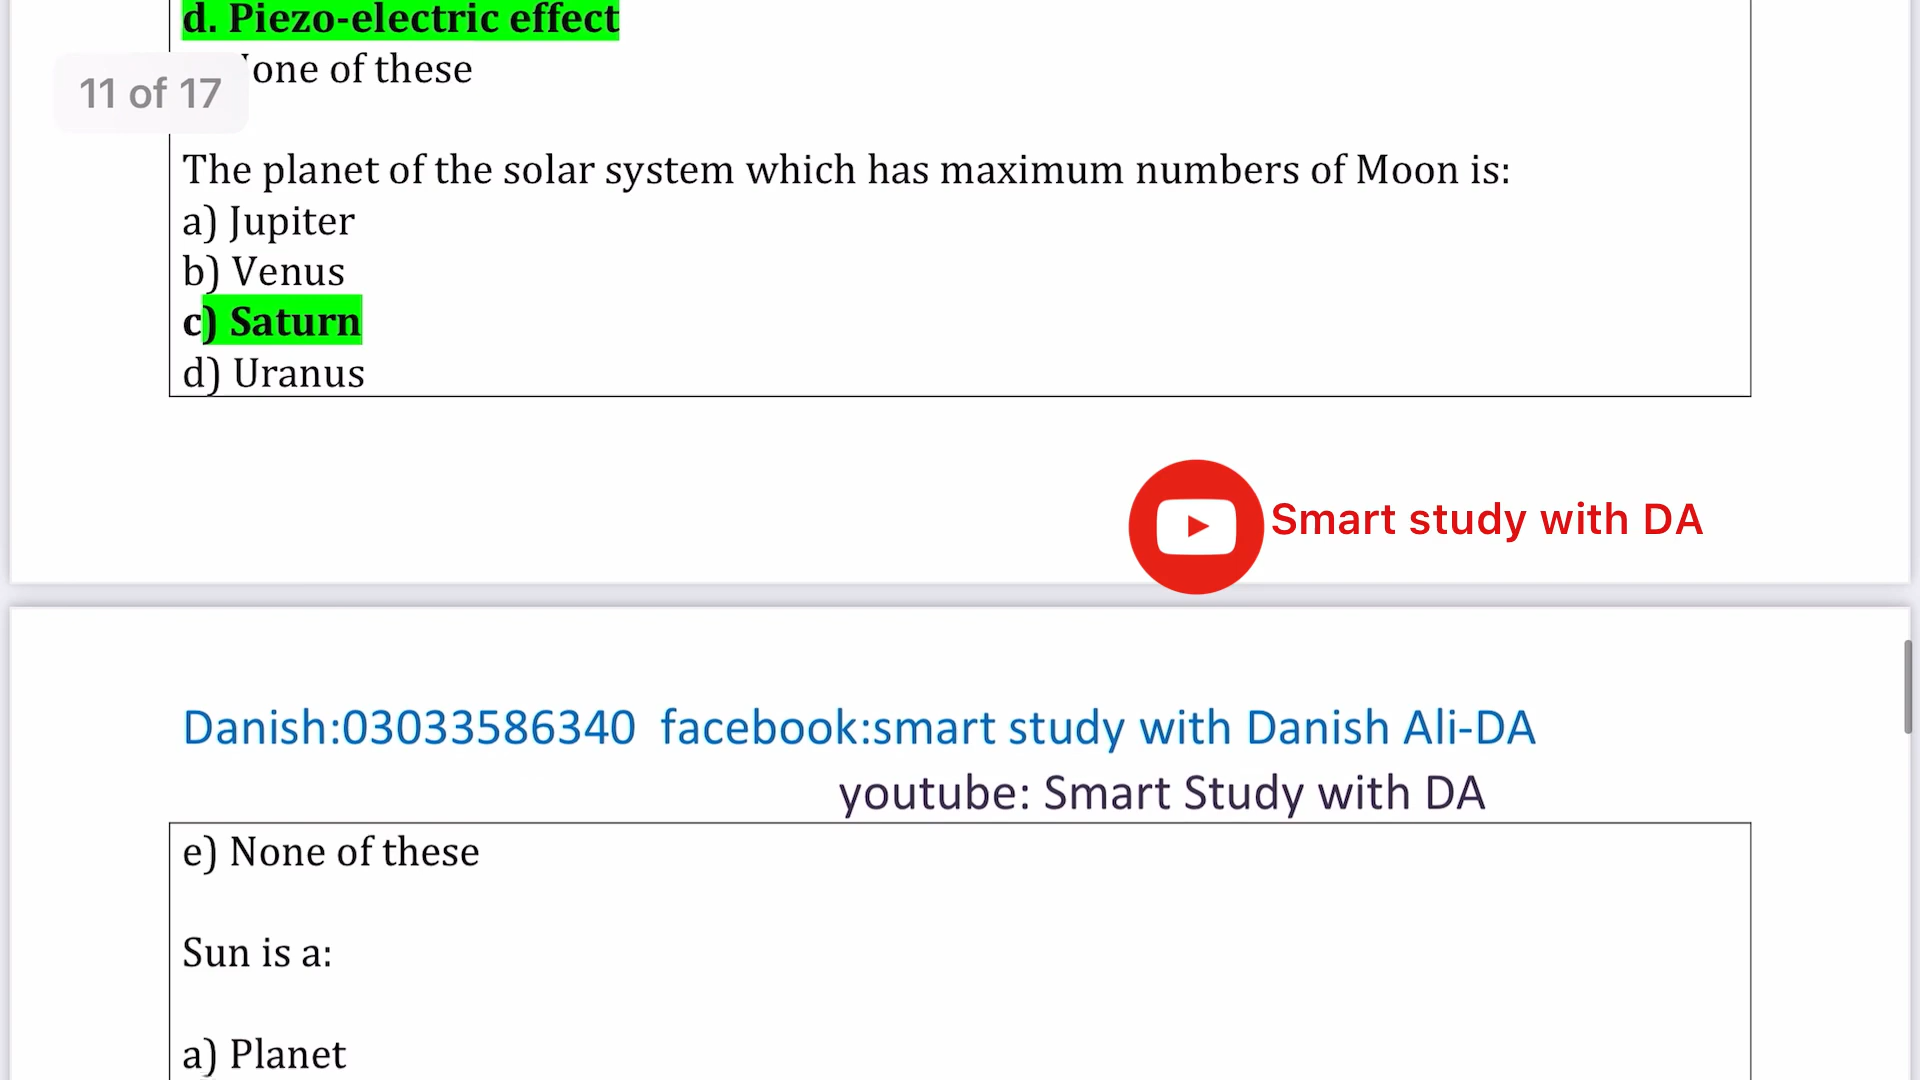 d. Piezo-electric effect
None of these
11 of 17
The planet of the solar system which has maximum numbers of Moon is:
a) Jupiter
b) Venus
c) Saturn
d) Uranus
Smart study with DA
Danish:03033586340 facebook:smart study with Danish Ali-DA
youtube: Smart Study with DA
e) None of these
Sun is a:
a) Planet